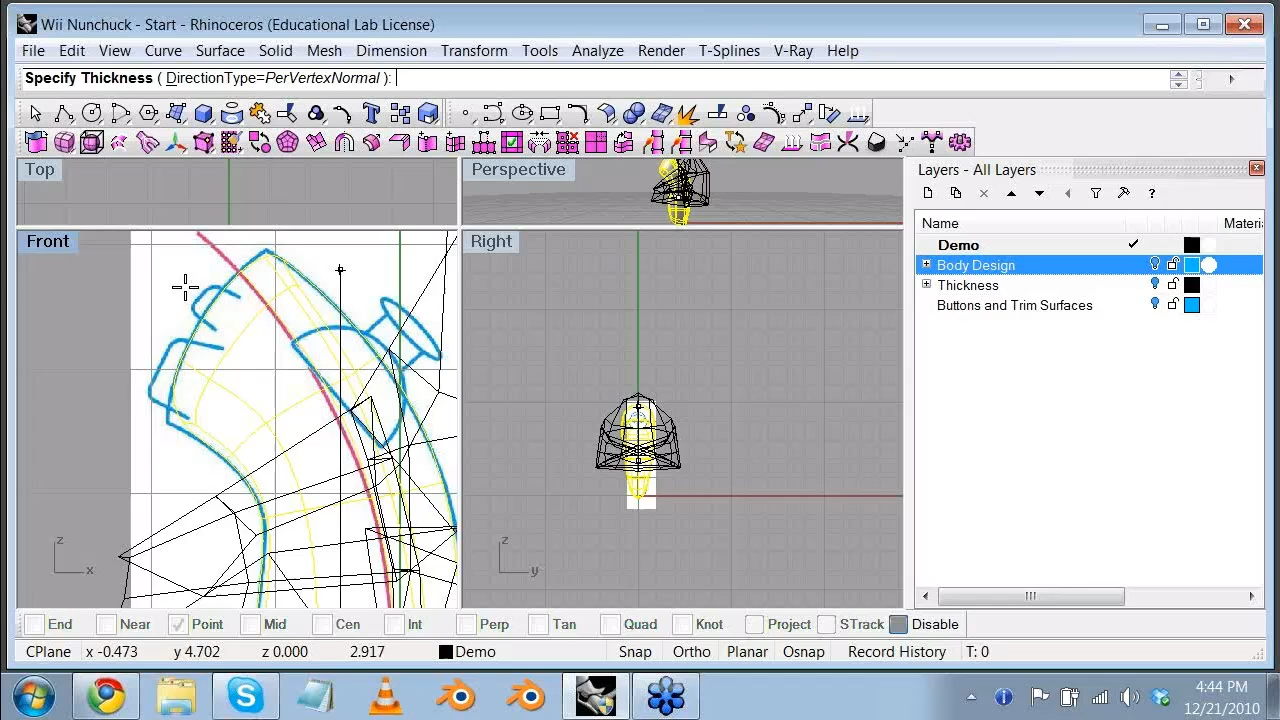 Wii Nunchuck - Start - Rhinoceros (Educational Lab License)
File Edit View Curve Surface Solid Mesh Dimension Transform Tools Analyze Render T-Splines V-Ray Help
Specify Thickness ( DirectionType=PerVertexNormal ):
Top
Perspective
Layers - All Layers
Name Materi
Front
Right
Demo
Body Design
Thickness
Buttons and Trim Surfaces
z
x
z
y
End Near Point Mid Cen Int Perp Tan Quad Knot Project STrack Disable
CPlane x -0.473 y 4.702 z 0.000 2.917 Demo Snap Ortho Planar Osnap Record History T: 0
4:44 PM
12/21/2010